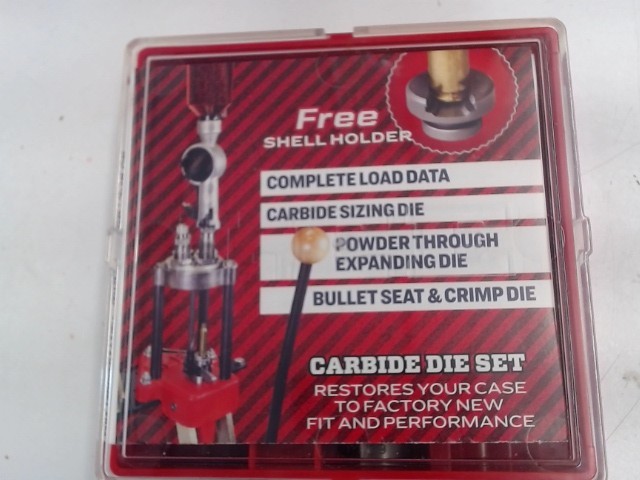 Free
SHELL HOLDER
COMPLETE LOAD DATA
CARBIDE SIZING DIE
POWDER THROUGH
EXPANDING DIE
BULLET SEAT & CRIMP DIE
CARBIDE DIE SET
RESTORES YOUR CASE
TO FACTORY NEW
FIT AND PERFORMANCE